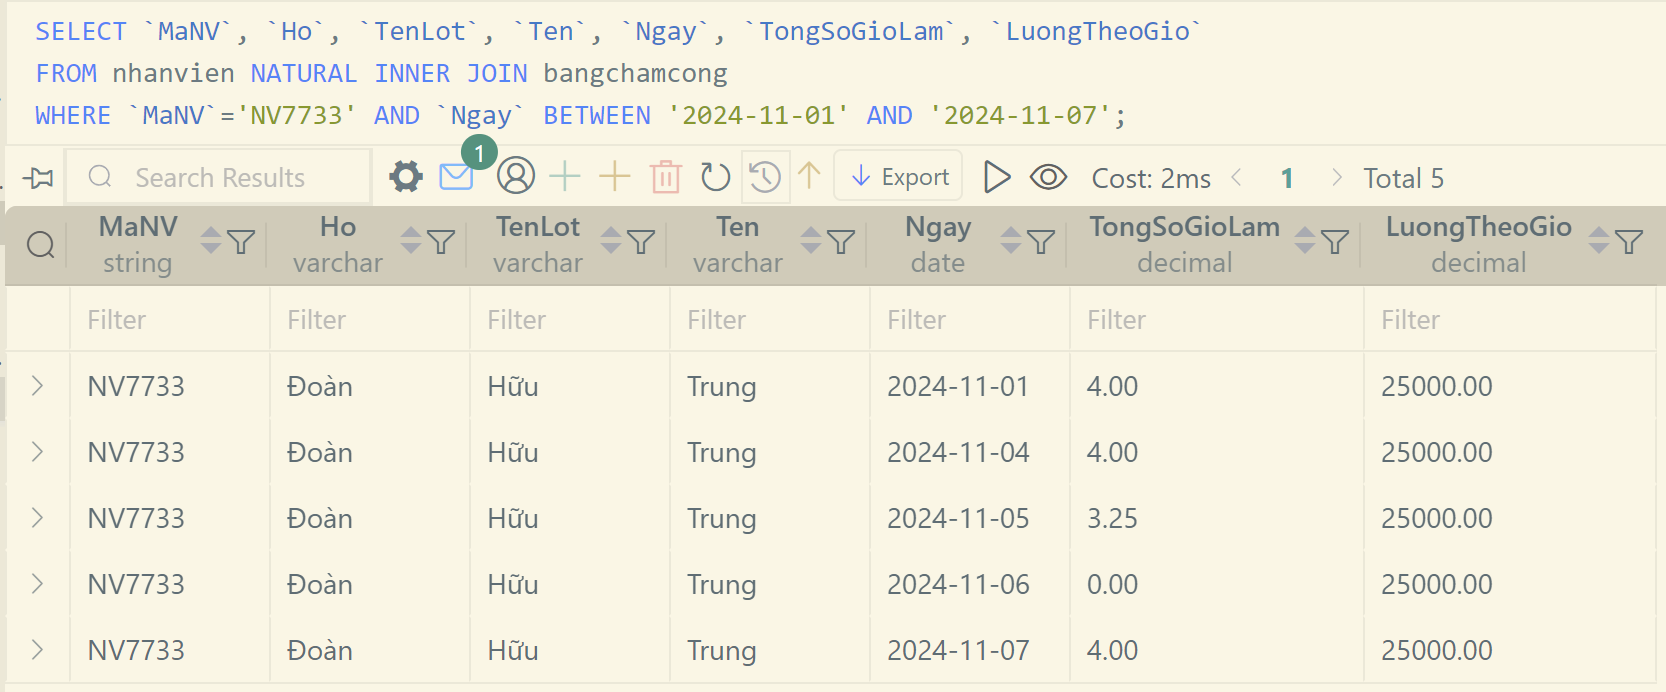 SELECT `MaNV`, `Ho`, `TenLot`, `Ten`, `Ngay`, `TongSoGioLam`, `LuongTheoGio`
FROM nhanvien NATURAL INNER JOIN bangchamcong
WHERE `MaNV`='NV7733' AND `Ngay` BETWEEN '2024-11-01' AND '2024-11-07';
Search Results 1 Export Cost: 2ms 1 Total 5
MaNV Ho TenLot Ten Ngay TongSoGioLam LuongTheoGio
string varchar varchar varchar date decimal decimal
Filter Filter Filter Filter Filter Filter Filter
NV7733 Đoàn Hữu Trung 2024-11-01 4.00 25000.00
NV7733 Đoàn Hữu Trung 2024-11-04 4.00 25000.00
NV7733 Đoàn Hữu Trung 2024-11-05 3.25 25000.00
NV7733 Đoàn Hữu Trung 2024-11-06 0.00 25000.00
NV7733 Đoàn Hữu Trung 2024-11-07 4.00 25000.00